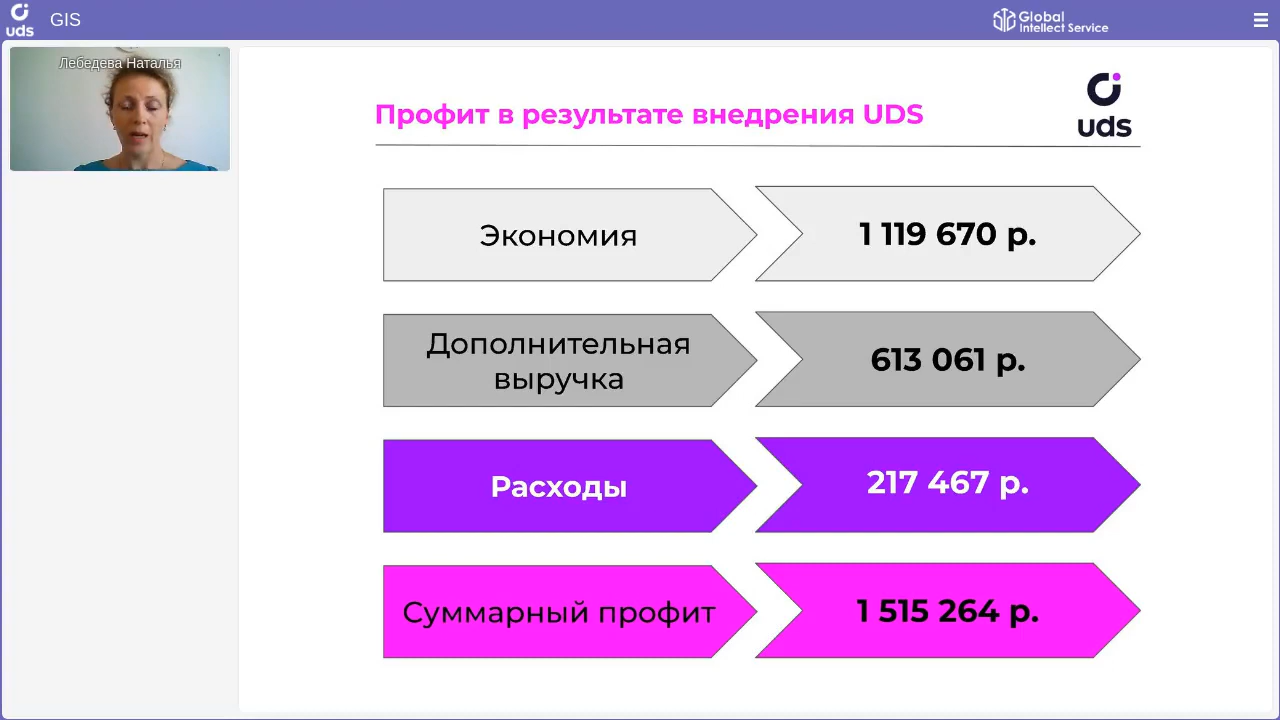 uds
GIS
Global
Intellect Service
Лебедева Наталья
Профит в результате внедрения UDS
uds
Экономия
1 119 670 р.
Дополнительная
выручка
613 061 р.
Расходы
217 467 р.
Суммарный профит
1 515 264 р.